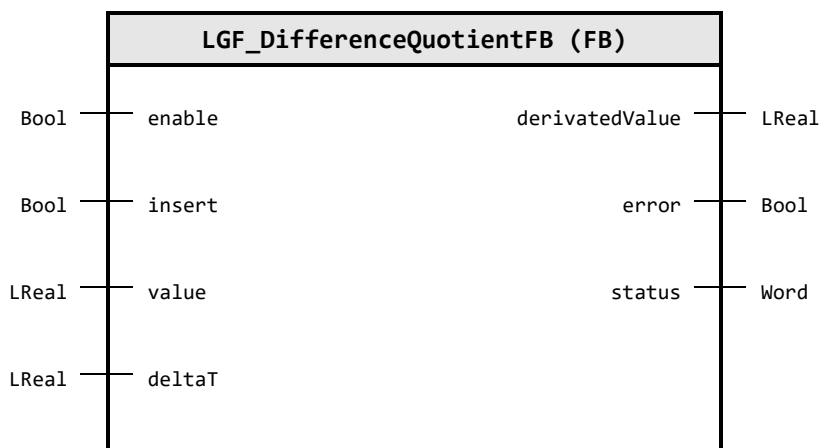 LGF_DifferenceQuotientFB (FB)
Bool enable derivatedValue LReal
Bool insert error Bool
LReal value status Word
LReal deltaT